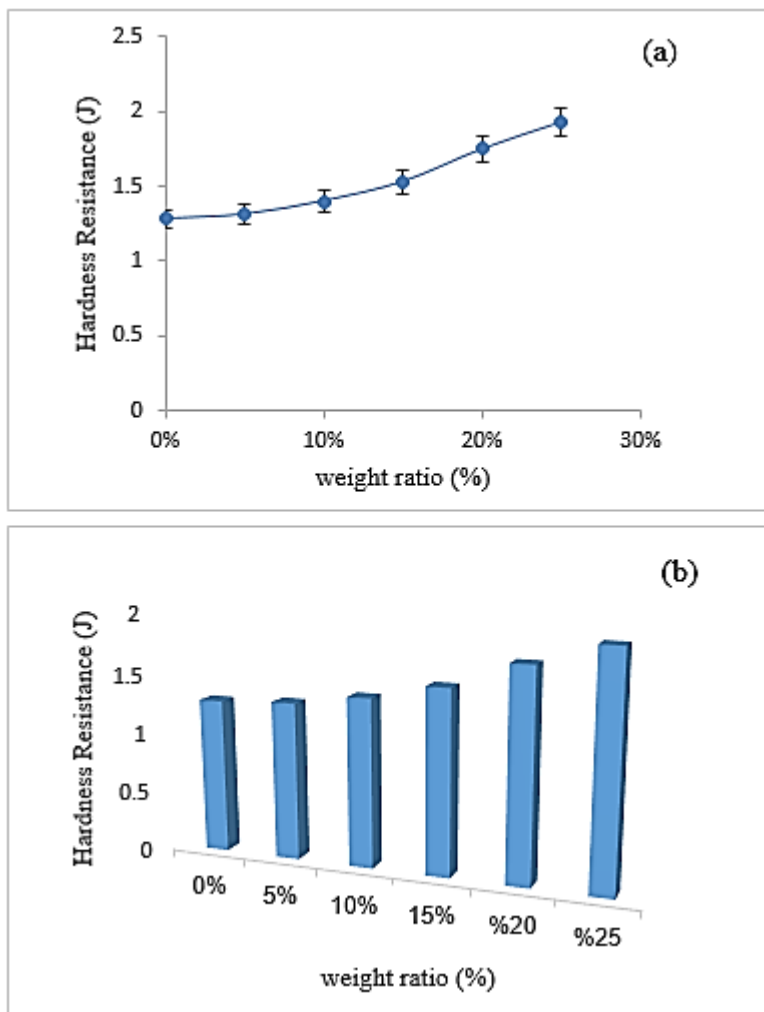 (a)
2.5
2
1.5
1
0.5
0
Hardness Resistance (J)
0% 10% 20% 30%
weight ratio (%)
(b)
2
1.5
1
0.5
0
Hardness Resistance (J)
0% 5% 10% 15% %20 %25
weight ratio (%)